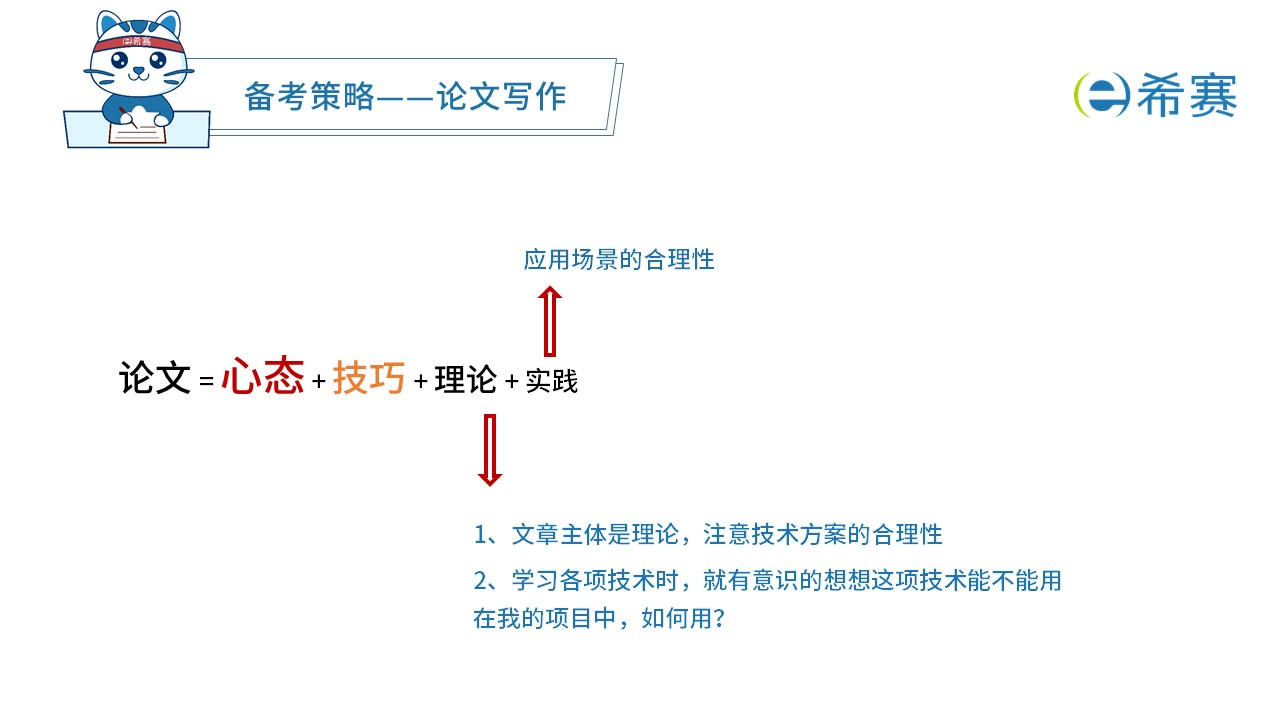 希赛
备考策略——论文写作
希赛
应用场景的合理性
论文 = 心态 + 技巧 + 理论 + 实践
1、文章主体是理论，注意技术方案的合理性
2、学习各项技术时，就有意识的想想这项技术能不能用
在我的项目中，如何用？